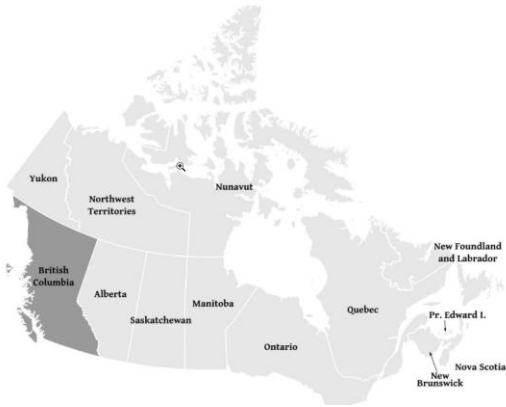 Yukon
Northwest
Territories
Nunavut
British
Columbia
Alberta
Saskatchewan
Manitoba
Ontario
Quebec
New Foundland
and Labrador
Pr. Edward I.
Nova Scotia
New
Brunswick